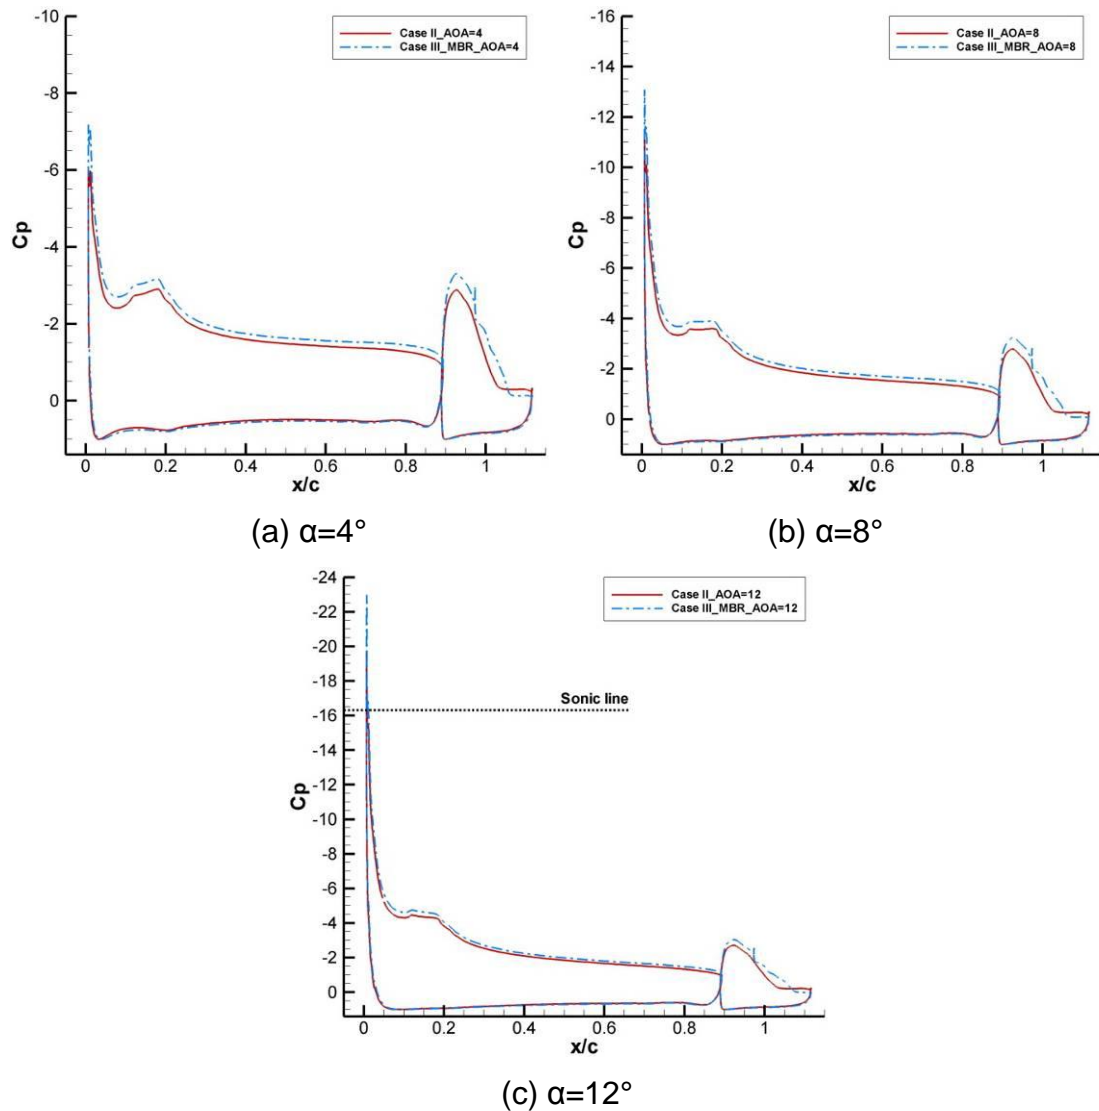 -10
-8
-6
-4
-2
0
Cp
0
0.2
0.4
0.6
0.8
1
x/c
Case II_AOA=4
Case III_MBR_AOA=4
(a) α=4°
-16
-14
-12
-10
-8
-6
-4
-2
0
Cp
0
0.2
0.4
0.6
0.8
1
x/c
Case II_AOA=8
Case III_MBR_AOA=8
(b) α=8°
-24
-22
-20
-18
-16
-14
-12
-10
-8
-6
-4
-2
0
Cp
0
0.2
0.4
0.6
0.8
1
x/c
Case II_AOA=12
Case III_MBR_AOA=12
Sonic line
(c) α=12°